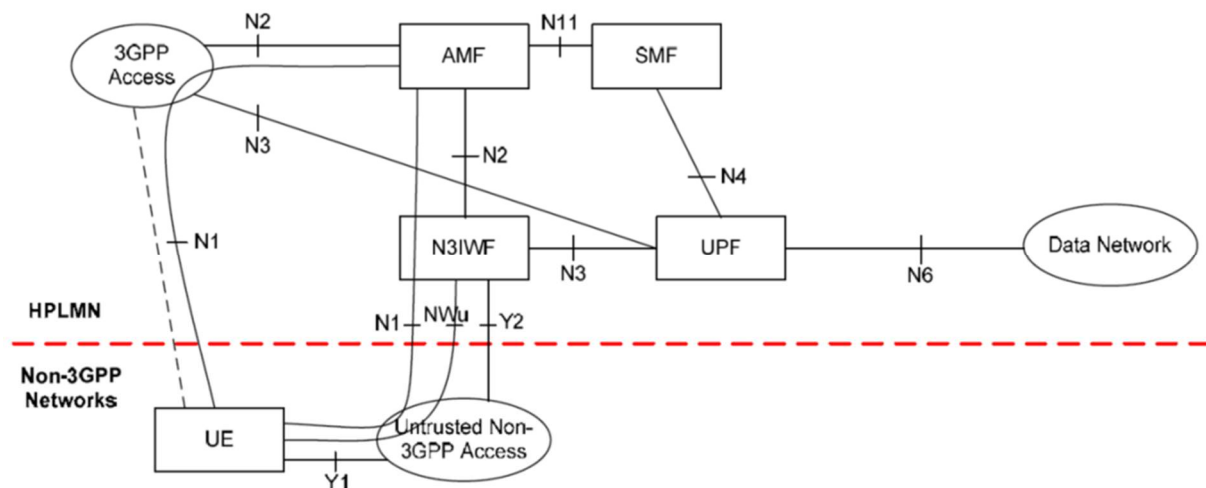 N2
N11
3GPP
Access
AMF
SMF
N3
N2
N4
N1
N3IWF
UPF
Data Network
N3
N6
HPLMN
N1
NWu
Y2
Non-3GPP
Networks
UE
Untrusted Non-
3GPP Access
Y1